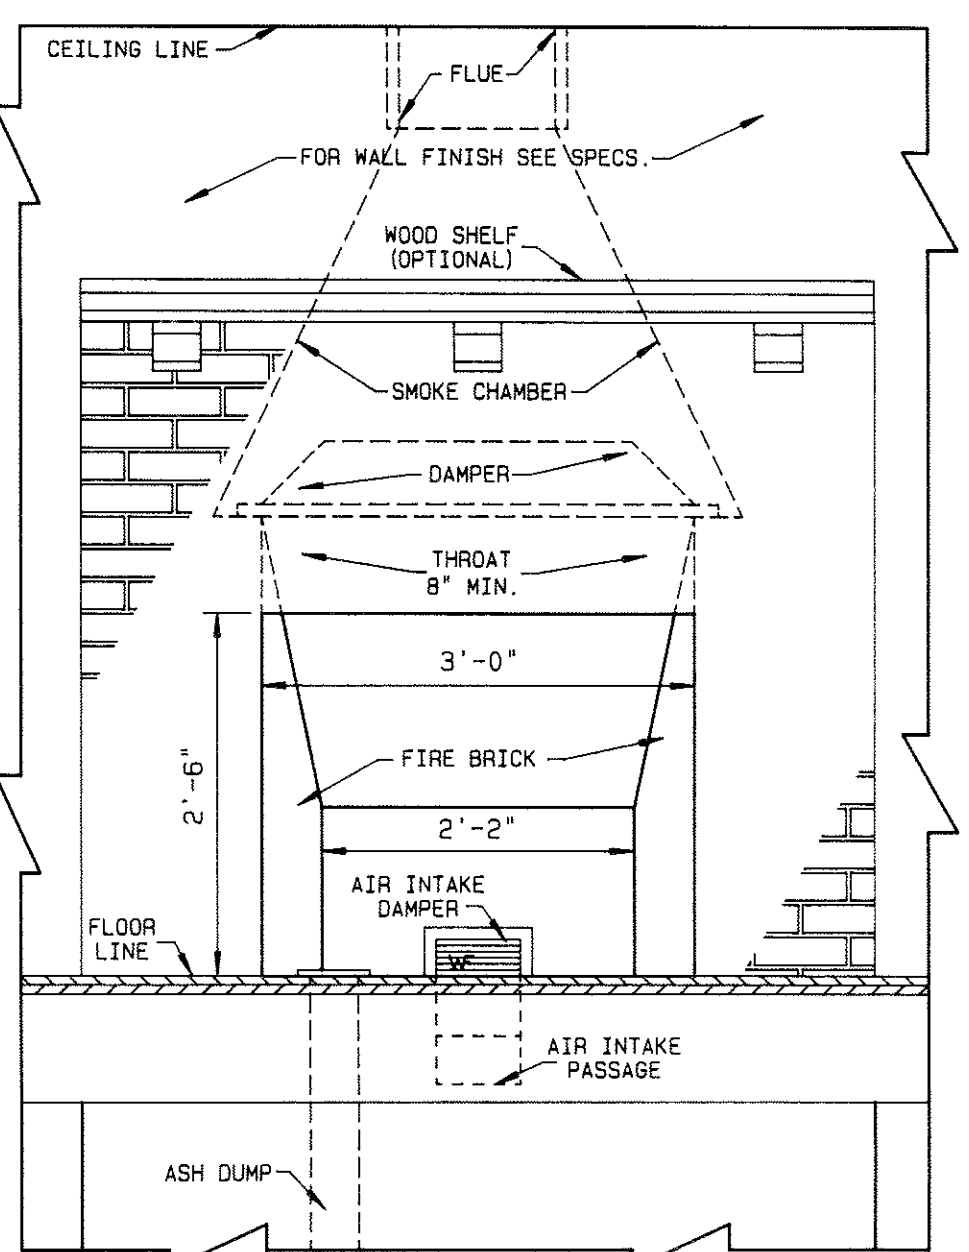 CEILING LINE
FLUE
FOR WALL FINISH SEE SPECS.
WOOD SHELF
(OPTIONAL)
SMOKE CHAMBER
DAMPER
THROAT
8" MIN.
3'-0"
2'-6"
FIRE BRICK
2'-2"
AIR INTAKE
DAMPER
FLOOR
LINE
AIR INTAKE
PASSAGE
ASH DUMP